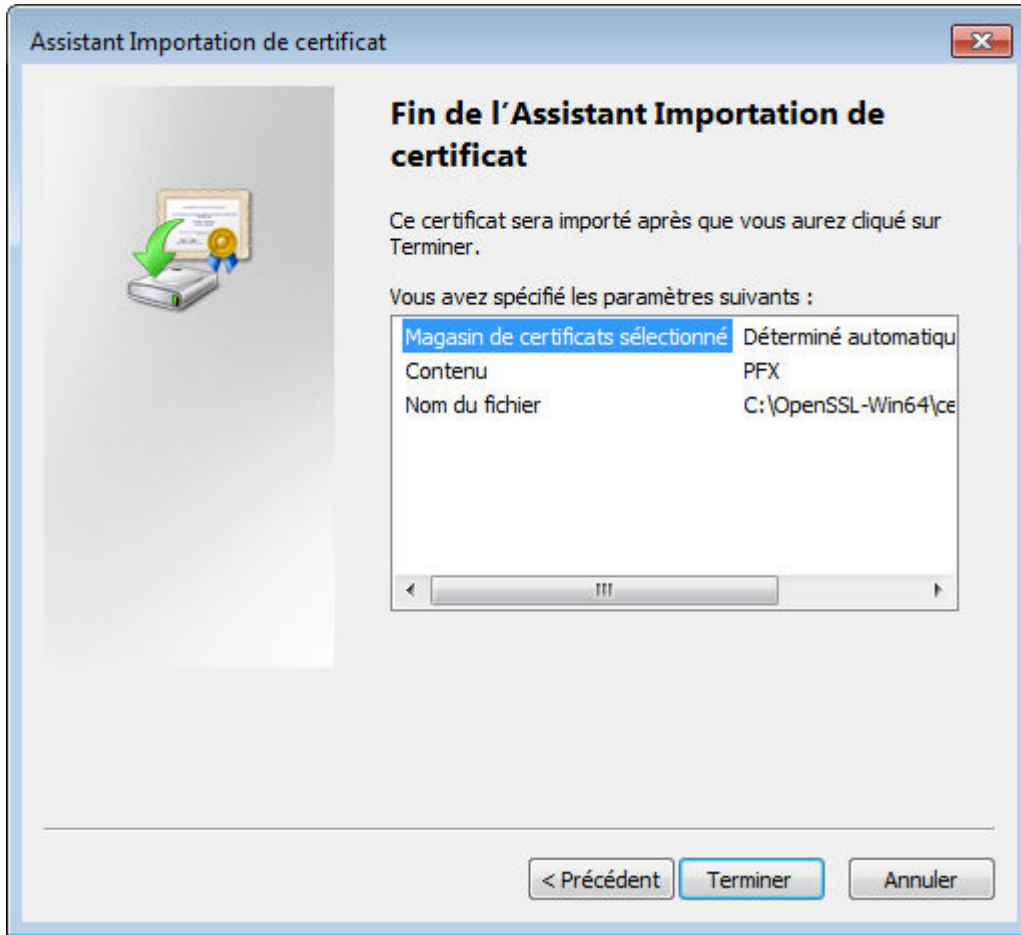 Assistant Importation de certificat
Fin de l'Assistant Importation de
certificat
Ce certificat sera importé après que vous aurez cliqué sur
Terminer.
Vous avez spécifié les paramètres suivants :
Magasin de certificats sélectionné Déterminé automatiqu
Contenu PFX
Nom du fichier C:\OpenSSL-Win64\ce
< Précédent Terminer Annuler